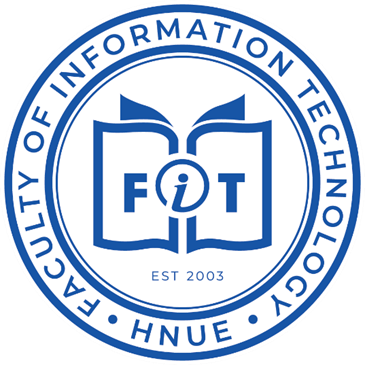 FACULTY OF INFORMATION TECHNOLOGY
FiT
EST 2003
• HNUE •